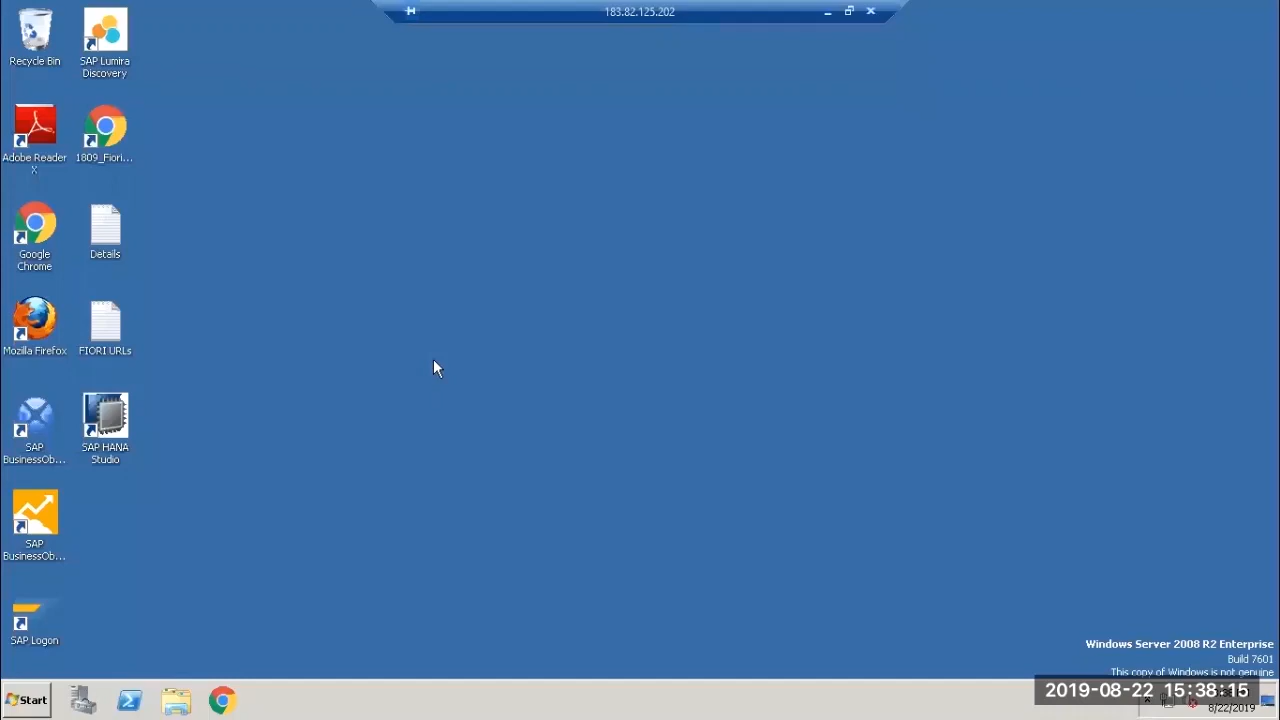 183.82.125.202
Recycle Bin
SAP Lumira
Discovery
Adobe Reader
X
1809_Fiori...
Google
Chrome
Details
Mozilla Firefox
FIORI URLs
SAP
BusinessOb...
SAP HANA
Studio
SAP
BusinessOb...
SAP Logon
Windows Server 2008 R2 Enterprise
Build 7601
This copy of Windows is not genuine
Start
2019-08-22 15:38:15
8/22/2019